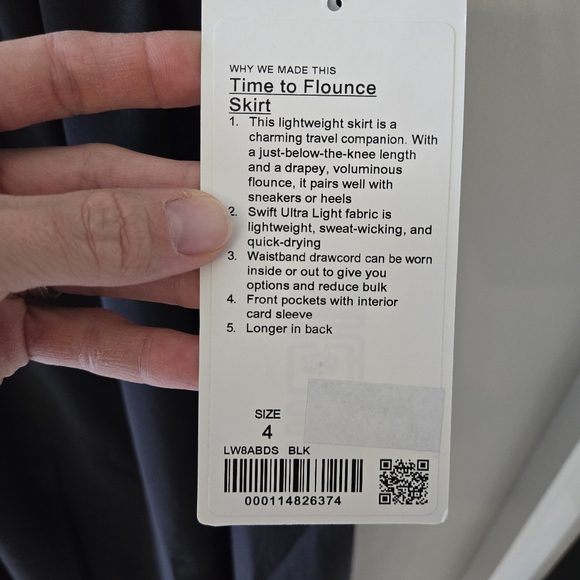 WHY WE MADE THIS
Time to Flounce
Skirt
1. This lightweight skirt is a
charming travel companion. With
a just-below-the-knee length
and a drapey, voluminous
flounce, it pairs well with
sneakers or heels
2. Swift Ultra Light fabric is
lightweight, sweat-wicking, and
quick-drying
3. Waistband drawcord can be worn
inside or out to give you
options and reduce bulk
4. Front pockets with interior
card sleeve
5. Longer in back
SIZE
4
LW8ABDS BLK
000114826374